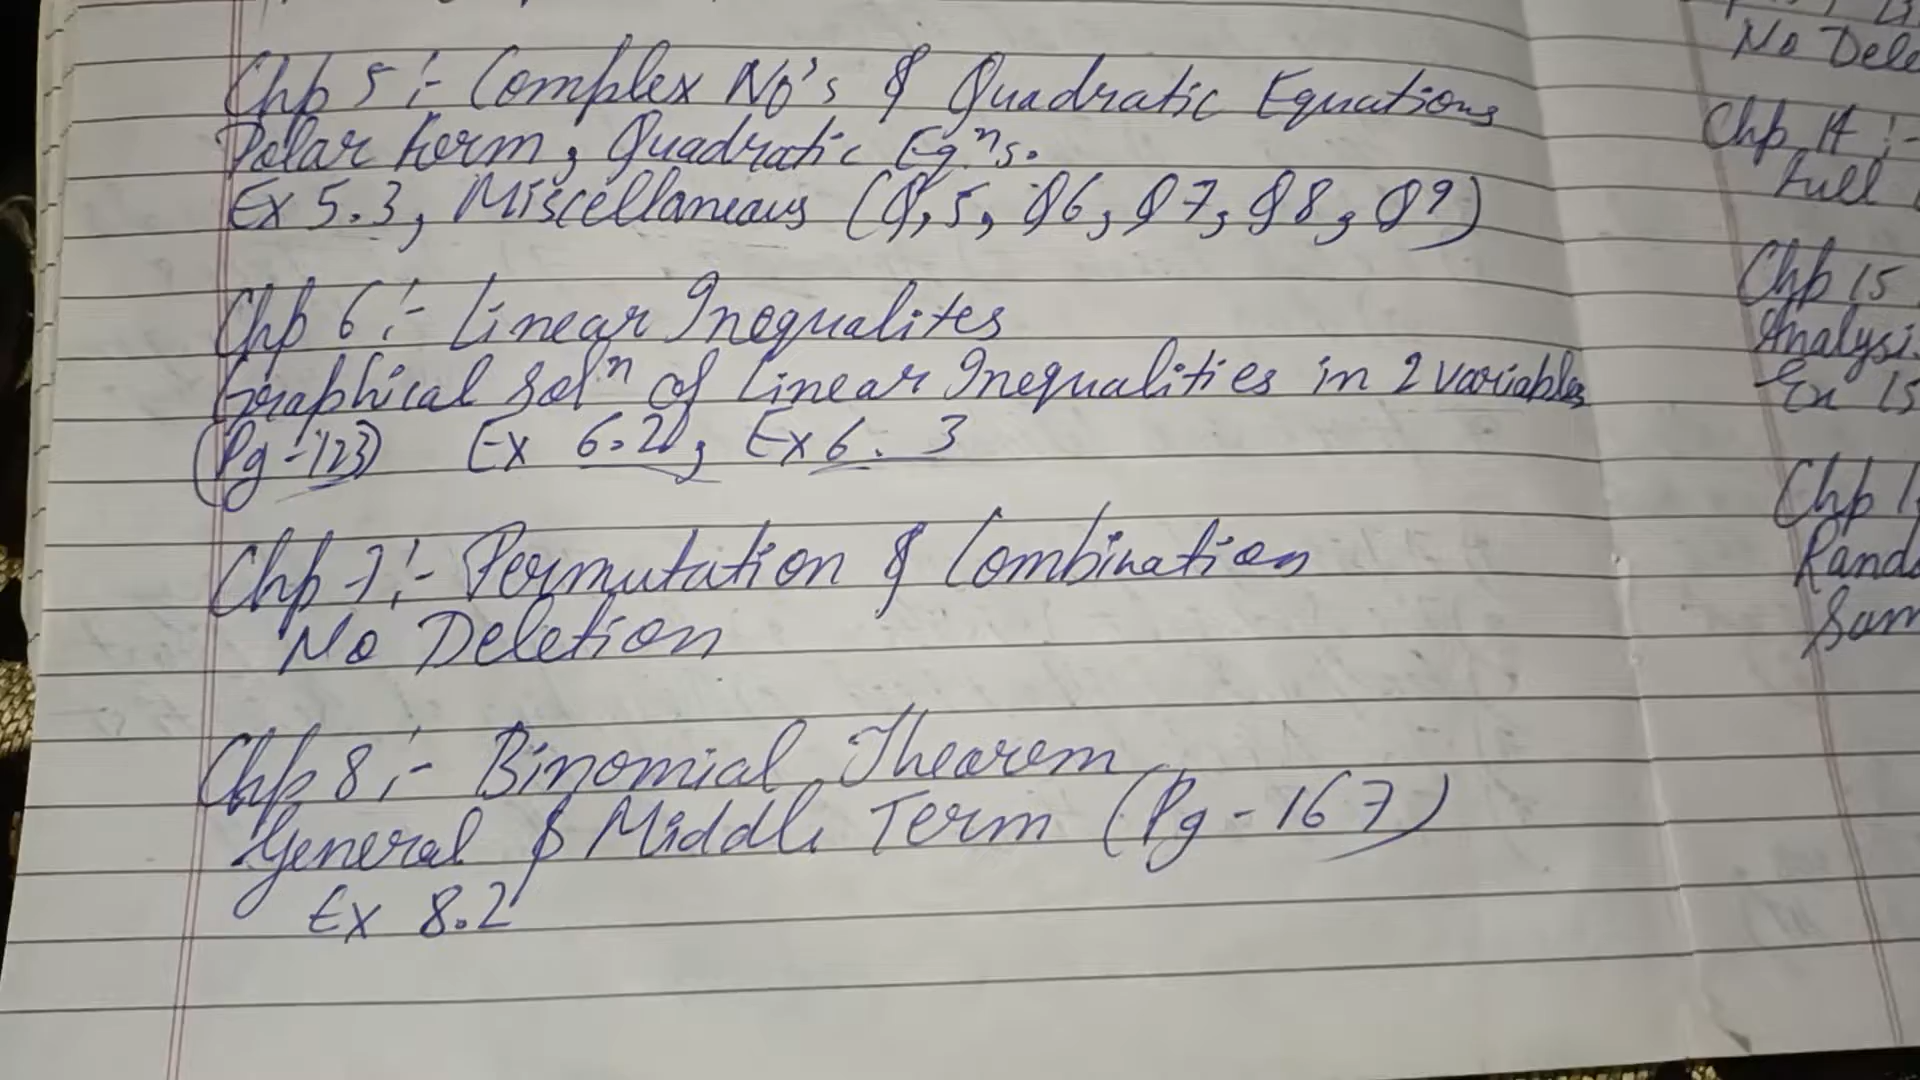 Chp 5 :- Complex No's & Quadratic Equations
Polar Form, Quadratic Eqⁿs.
Ex 5.3, Miscellaneous (Q,5, Q6, Q7, Q8, Q9)
Chp 6 :- Linear Inequalites
Graphical Solⁿ of Linear Inequalities in 2 variables
(Pg-123) Ex 6.2, Ex 6.3
Chp 7 :- Permutation & Combination
No Deletion
Chp 8 :- Binomial Theorem
General & Middle Term (Pg-167)
Ex 8.2
No Dele
Chp 14 :-
Full
Chp 15
Analysi
Ex 15
Chp 1
Rand